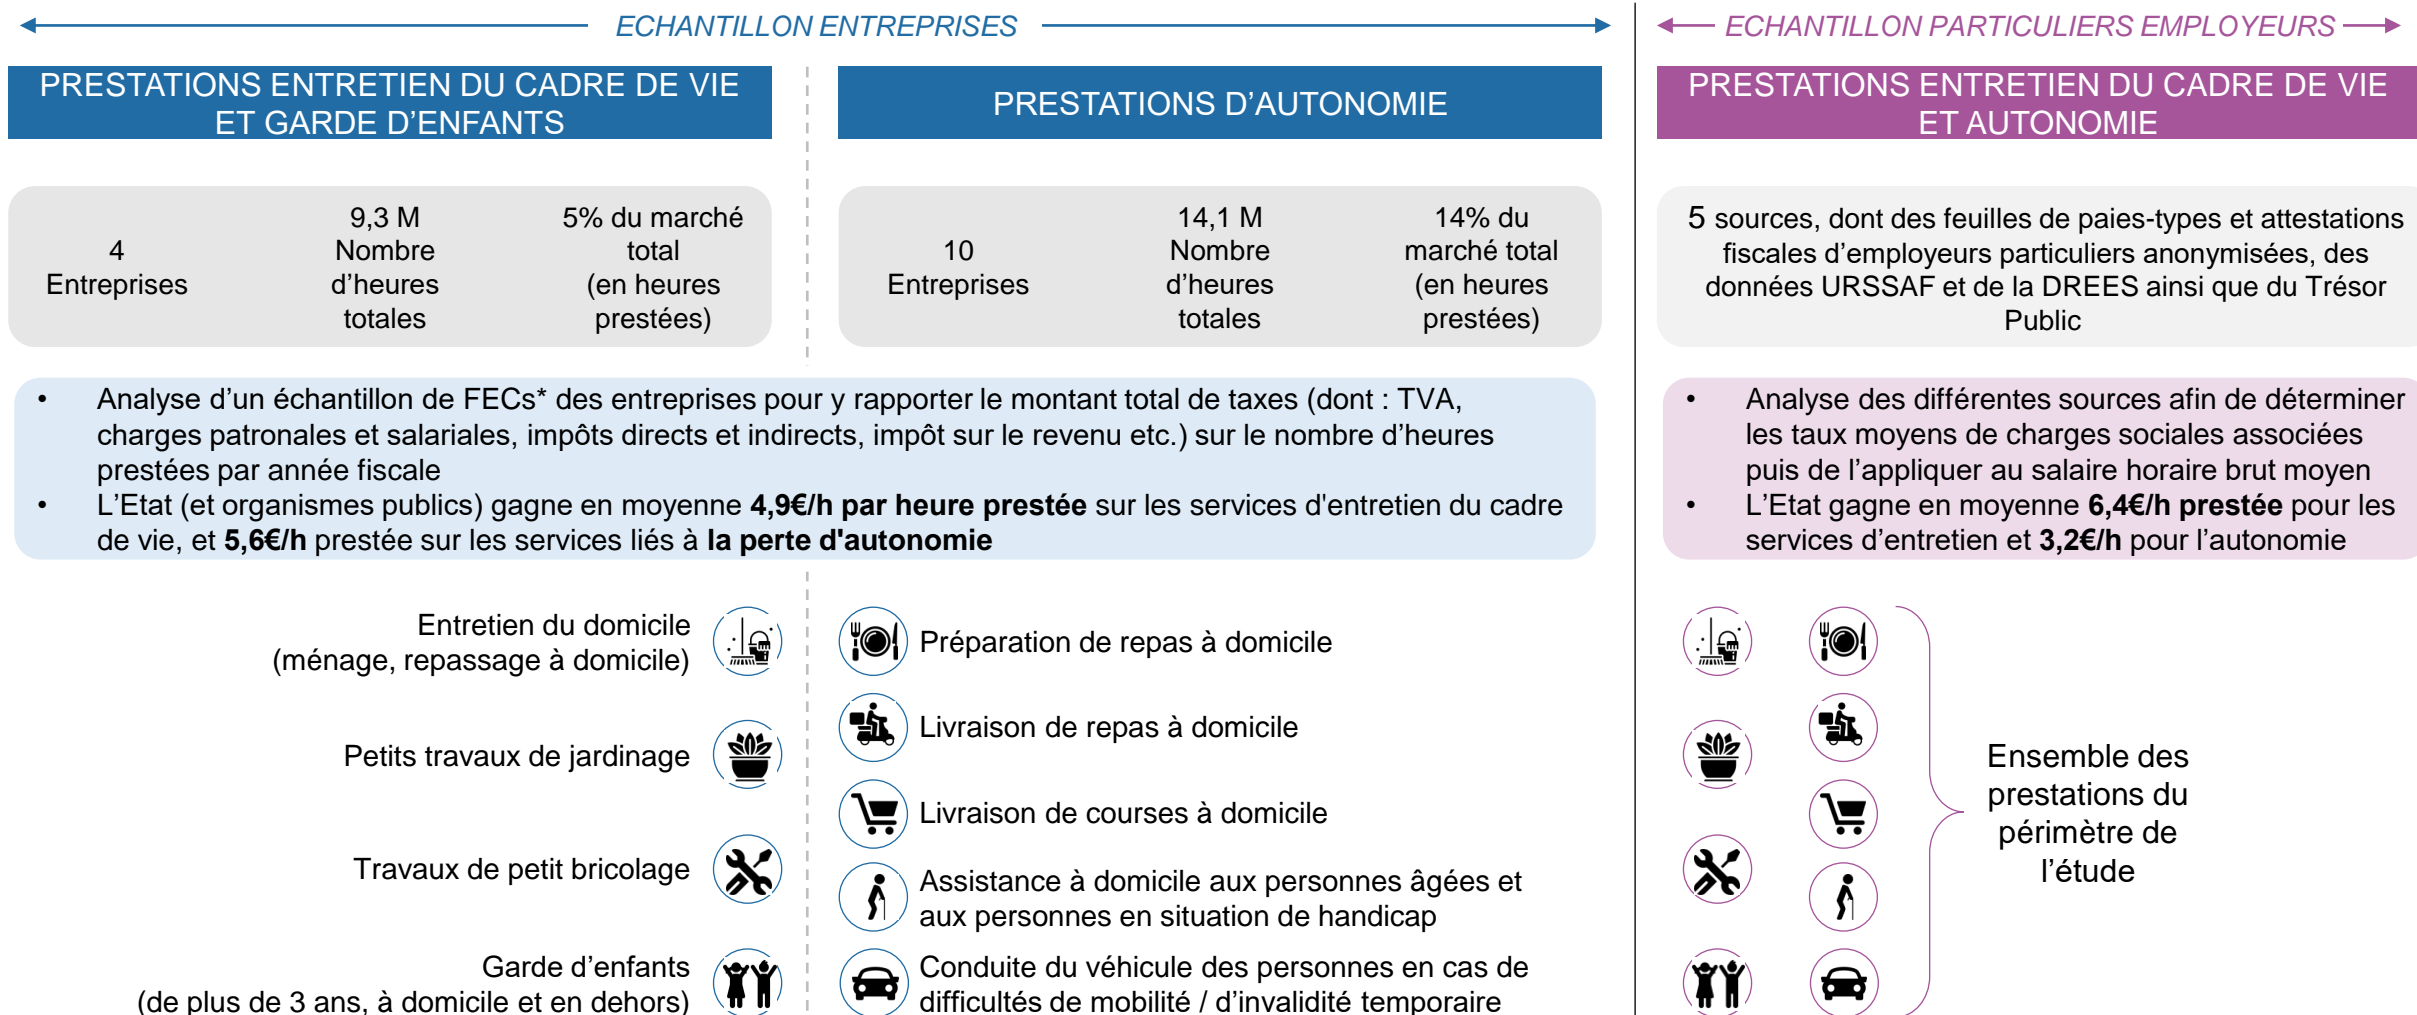 ECHANTILLON ENTREPRISES
PRESTATIONS ENTRETIEN DU CADRE DE VIE
ET GARDE D’ENFANTS
4
Entreprises
9,3 M
Nombre
d’heures
totales
5% du marché
total
(en heures
prestées)
PRESTATIONS D’AUTONOMIE
10
Entreprises
14,1 M
Nombre
d’heures
totales
14% du
marché total
(en heures
prestées)
• Analyse d’un échantillon de FECs* des entreprises pour y rapporter le montant total de taxes (dont : TVA,
charges patronales et salariales, impôts directs et indirects, impôt sur le revenu etc.) sur le nombre d’heures
prestées par année fiscale
• L’Etat (et organismes publics) gagne en moyenne 4,9€/h par heure prestée sur les services d'entretien du cadre
de vie, et 5,6€/h prestée sur les services liés à la perte d'autonomie
Entretien du domicile
(ménage, repassage à domicile)
Petits travaux de jardinage
Travaux de petit bricolage
Garde d’enfants
(de plus de 3 ans, à domicile et en dehors)
Préparation de repas à domicile
Livraison de repas à domicile
Livraison de courses à domicile
Assistance à domicile aux personnes âgées et
aux personnes en situation de handicap
Conduite du véhicule des personnes en cas de
difficultés de mobilité / d’invalidité temporaire
ECHANTILLON PARTICULIERS EMPLOYEURS
PRESTATIONS ENTRETIEN DU CADRE DE VIE
ET AUTONOMIE
5 sources, dont des feuilles de paies-types et attestations
fiscales d’employeurs particuliers anonymisées, des
données URSSAF et de la DREES ainsi que du Trésor
Public
• Analyse des différentes sources afin de déterminer
les taux moyens de charges sociales associées
puis de l’appliquer au salaire horaire brut moyen
• L’Etat gagne en moyenne 6,4€/h prestée pour les
services d’entretien et 3,2€/h pour l’autonomie
Ensemble des
prestations du
périmètre de
l’étude